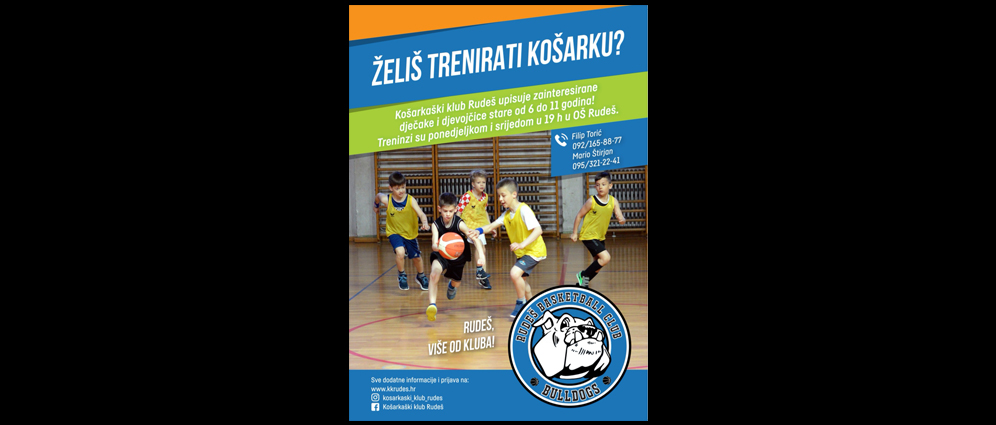 ŽELIŠ TRENIRATI KOŠARKU?
Košarkaški klub Rudeš upisuje zainteresirane
dječake i djevojčice stare od 6 do 11 godina!
Treninzi su ponedjeljkom i srijedom u 19 h u OŠ Rudeš.
Filip Torić
092/165-88-77
Mario Štirjan
095/321-22-41
RUDEŠ,
VIŠE OD KLUBA!
RUDEŠ BASKETBALL CLUB
BULLDOGS
Sve dodatne informacije i prijava na:
www.kkrudes.hr
kosarkaski_klub_rudes
Košarkaški klub Rudeš